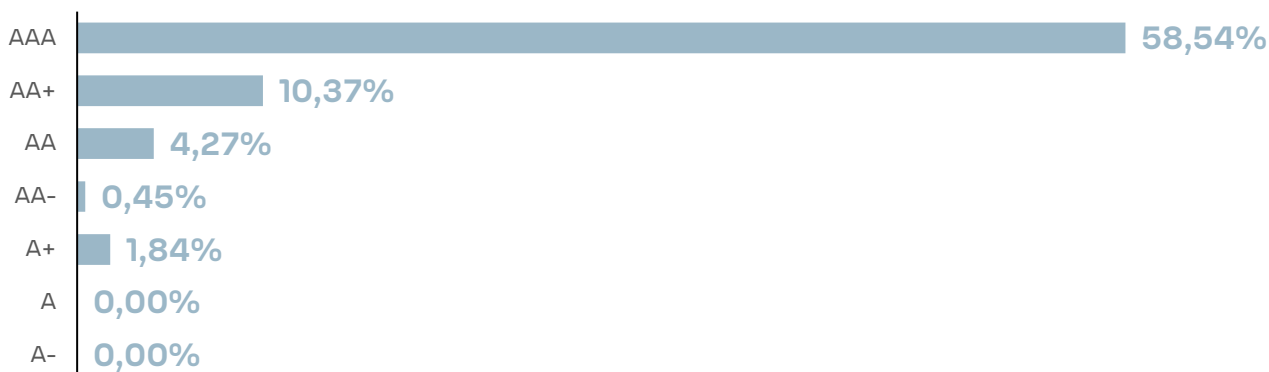 AAA 58,54%
AA+ 10,37%
AA 4,27%
AA- 0,45%
A+ 1,84%
A 0,00%
A- 0,00%